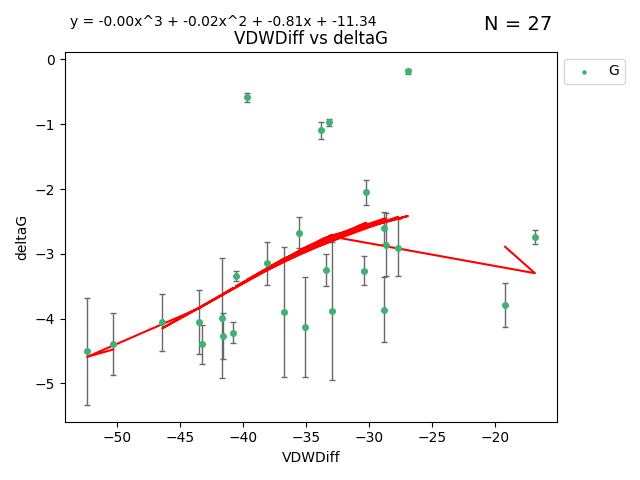 y = -0.00x^3 + -0.02x^2 + -0.81x + -11.34
N = 27
VDWDiff vs deltaG
G
deltaG
0
−1
−2
−3
−4
−5
−50
−45
−40
−35
−30
−25
−20
VDWDiff